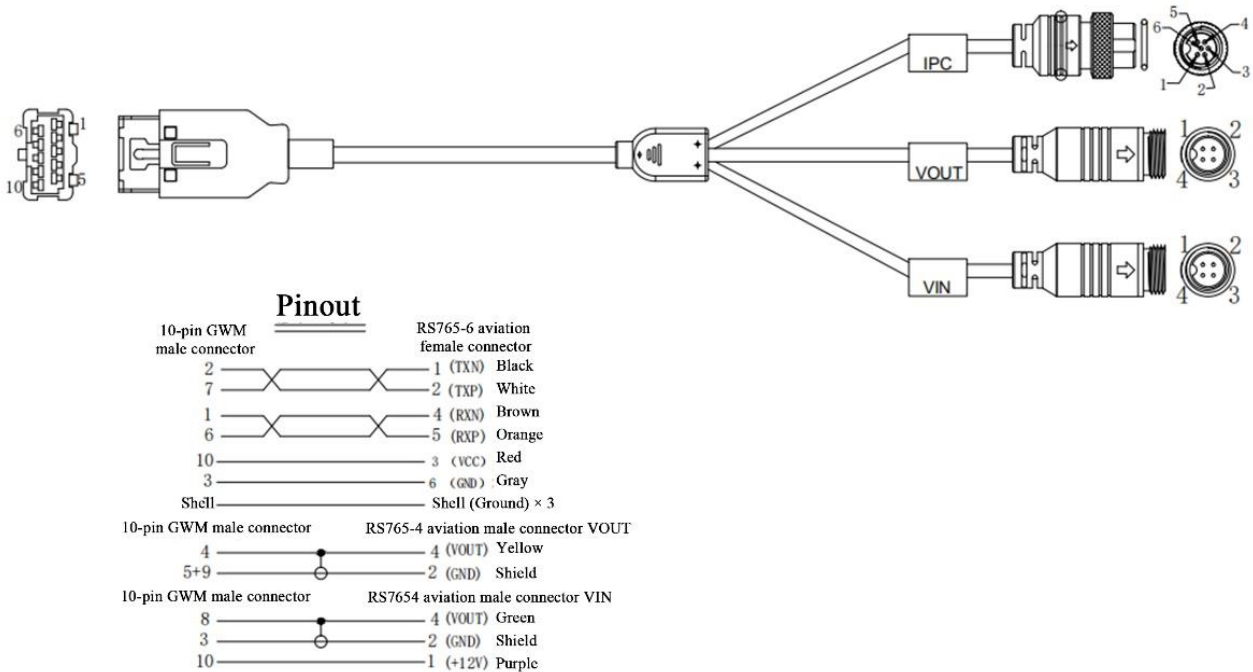 5 4
6
3
1 2
IPC
6 1
10 5
1 2
VOUT
4 3
1 2
VIN
4 3
Pinout
10-pin GWM male connector
RS765-6 aviation female connector
2 1 (TXN) Black
7 2 (TXP) White
1 4 (RXN) Brown
6 5 (RXP) Orange
10 3 (VCC) Red
3 6 (GND) Gray
Shell Shell (Ground) × 3
10-pin GWM male connector RS765-4 aviation male connector VOUT
4 4 (VOUT) Yellow
5+9 2 (GND) Shield
10-pin GWM male connector RS7654 aviation male connector VIN
8 4 (VOUT) Green
3 2 (GND) Shield
10 1 (+12V) Purple